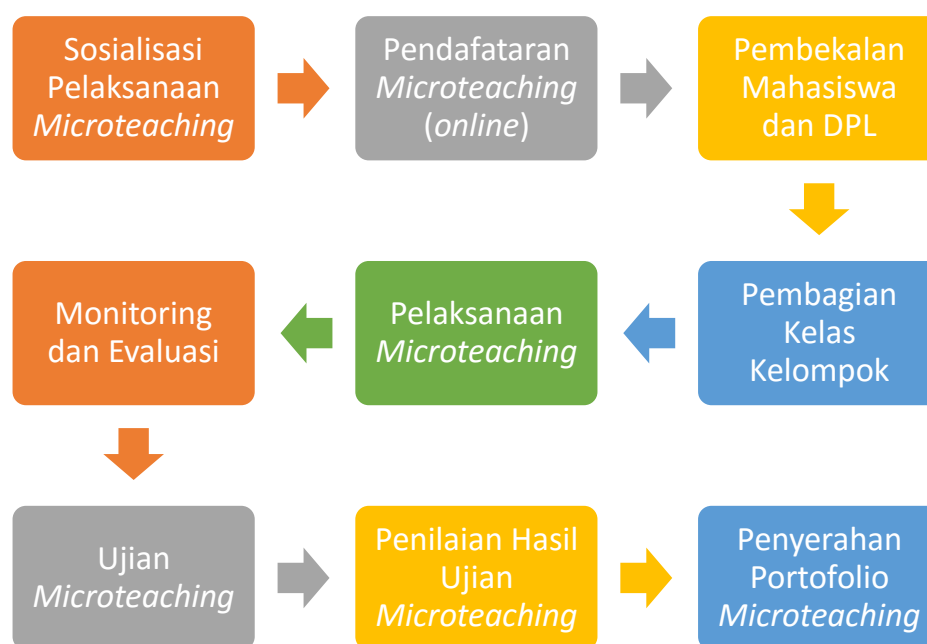 Sosialisasi
Pelaksanaan
Microteaching
Pendafataran
Microteaching
(online)
Pembekalan
Mahasiswa
dan DPL
Pembagian
Kelas
Kelompok
Pelaksanaan
Microteaching
Monitoring
dan Evaluasi
Ujian
Microteaching
Penilaian Hasil
Ujian
Microteaching
Penyerahan
Portofolio
Microteaching